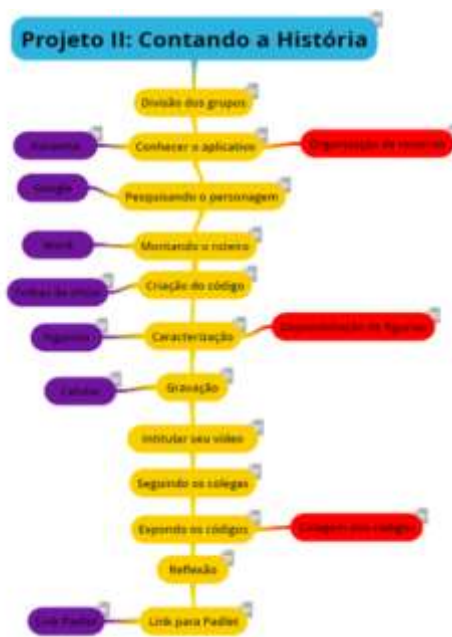 Projeto II: Contando a História
Divisão dos grupos
Conhecer o aplicativo
Google
Pesquisando o personagem
Word
Montando o roteiro
Criação do código
Caracterização
Gravação
Celular
Intitular seu vídeo
Seguindo os colegas
Expondo os códigos
Reflexão
Link Padlet
Link para Padlet